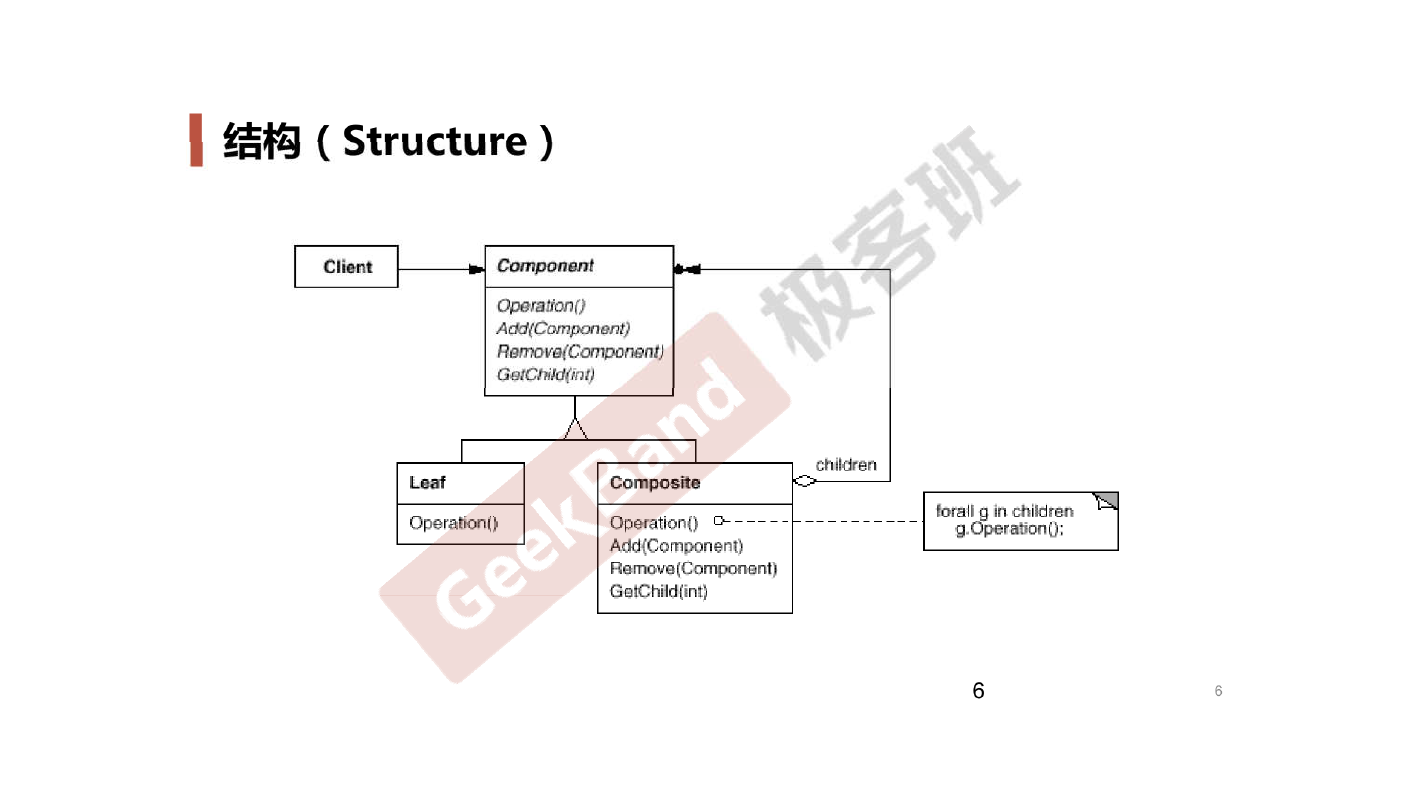 结构（Structure）
极客班
Client
Component
Operation()
Add(Component)
Remove(Component)
GetChild(int)
GeekBand
children
Leaf
Operation()
Composite
Operation()
Add(Component)
Remove(Component)
GetChild(int)
forall g in children
g.Operation();
6
6